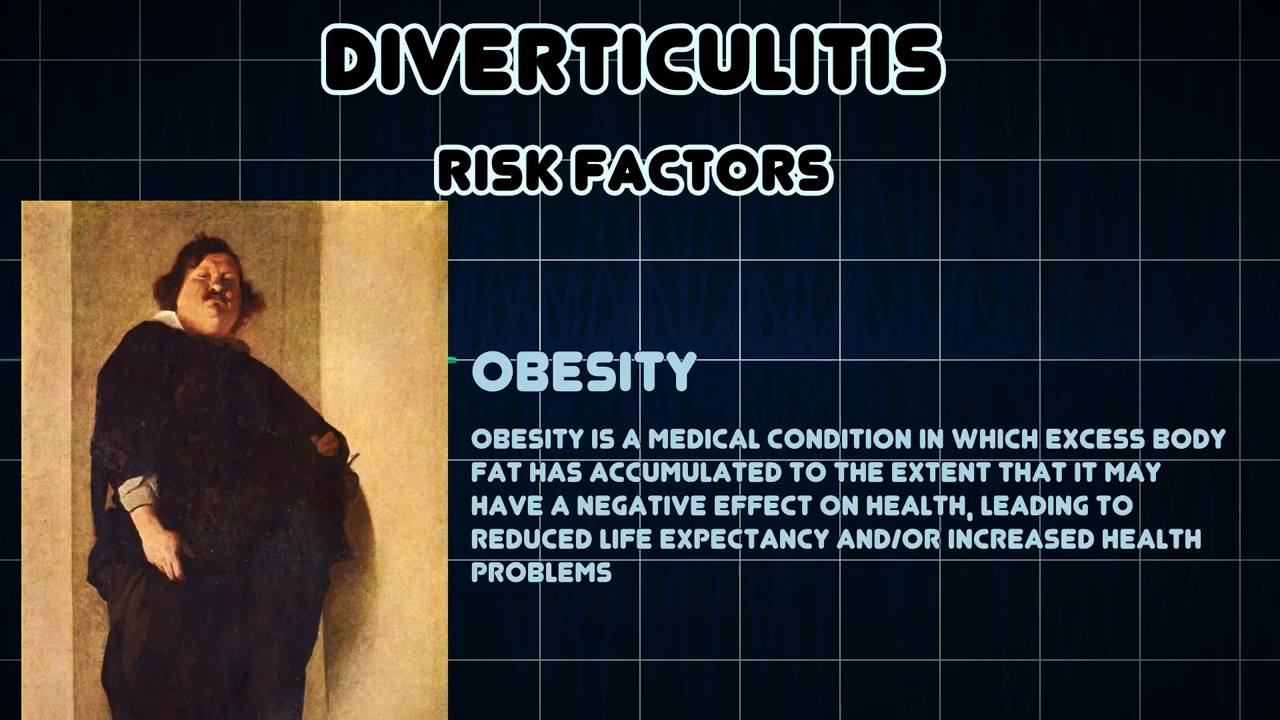 DIVERTICULITIS
RISK FACTORS
OBESITY
OBESITY IS A MEDICAL CONDITION IN WHICH EXCESS BODY
FAT HAS ACCUMULATED TO THE EXTENT THAT IT MAY
HAVE A NEGATIVE EFFECT ON HEALTH, LEADING TO
REDUCED LIFE EXPECTANCY AND/OR INCREASED HEALTH
PROBLEMS